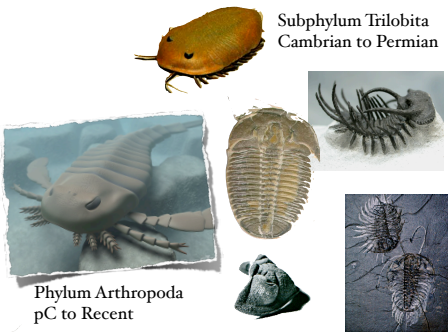 Subphylum Trilobita
Cambrian to Permian
Phylum Arthropoda
pC to Recent